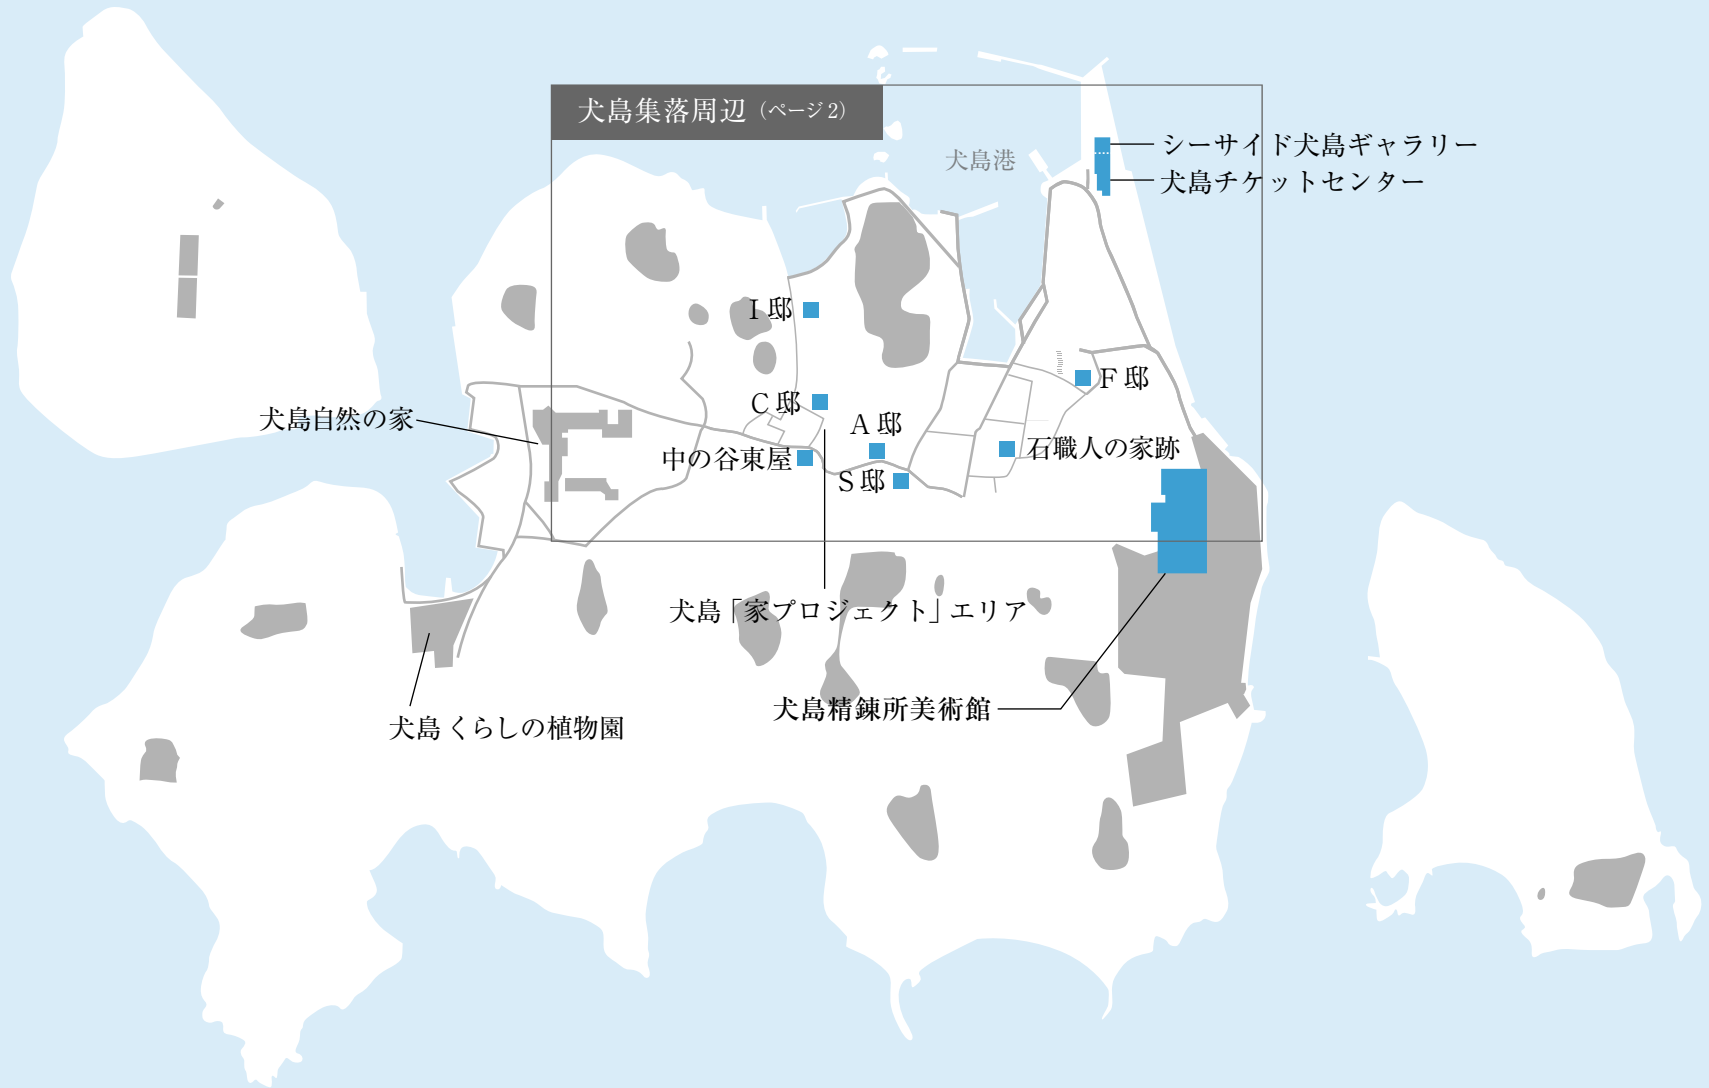 犬島集落周辺（ページ2）
犬島港
シーサイド犬島ギャラリー
犬島チケットセンター
I 邸
F 邸
C 邸
A 邸
犬島自然の家
中の谷東屋
石職人の家跡
S 邸
犬島「家プロジェクト」エリア
犬島精錬所美術館
犬島 くらしの植物園